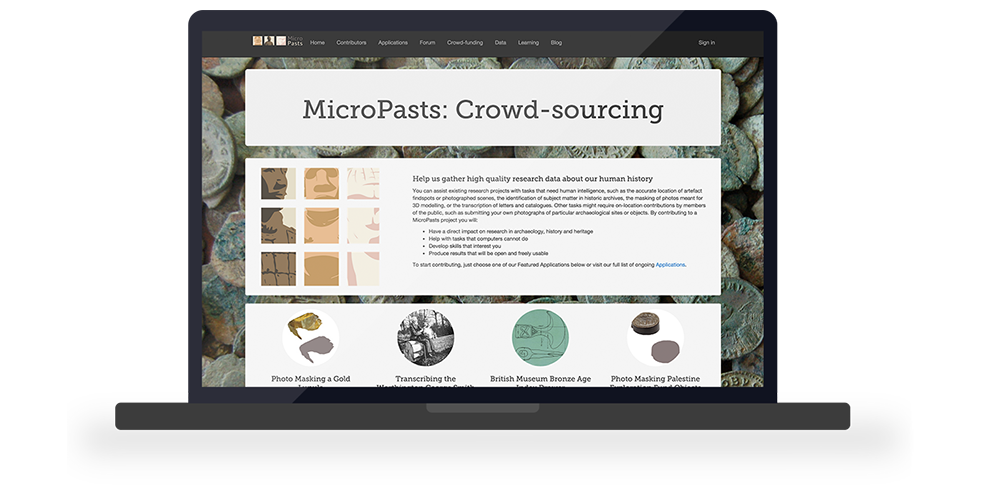 Micro
Pasts
Home Contributors Applications Forum Crowd-funding Data Learning Blog Sign in
MicroPasts: Crowd-sourcing
Help us gather high quality research data about our human history
You can assist existing research projects with tasks that need human intelligence, such as the accurate location of artefact
findspots or photographed scenes, the identification of subject matter in historic archives, the masking of photos meant for
3D modelling, or the transcription of letters and catalogues. Other tasks might require on-location contributions by members
of the public, such as submitting your own photographs of particular archaeological sites or objects. By contributing to a
MicroPasts project you will:
• Have a direct impact on research in archaeology, history and heritage
• Help with tasks that computers cannot do
• Develop skills that interest you
• Produce results that will be open and freely usable
To start contributing, just choose one of our Featured Applications below or visit our full list of ongoing Applications.
Photo Masking a Gold
Transcribing the
British Museum Bronze Age
Photo Masking Palestine
Worthington George Smith
Index Drawer
Exploration Fund Objects